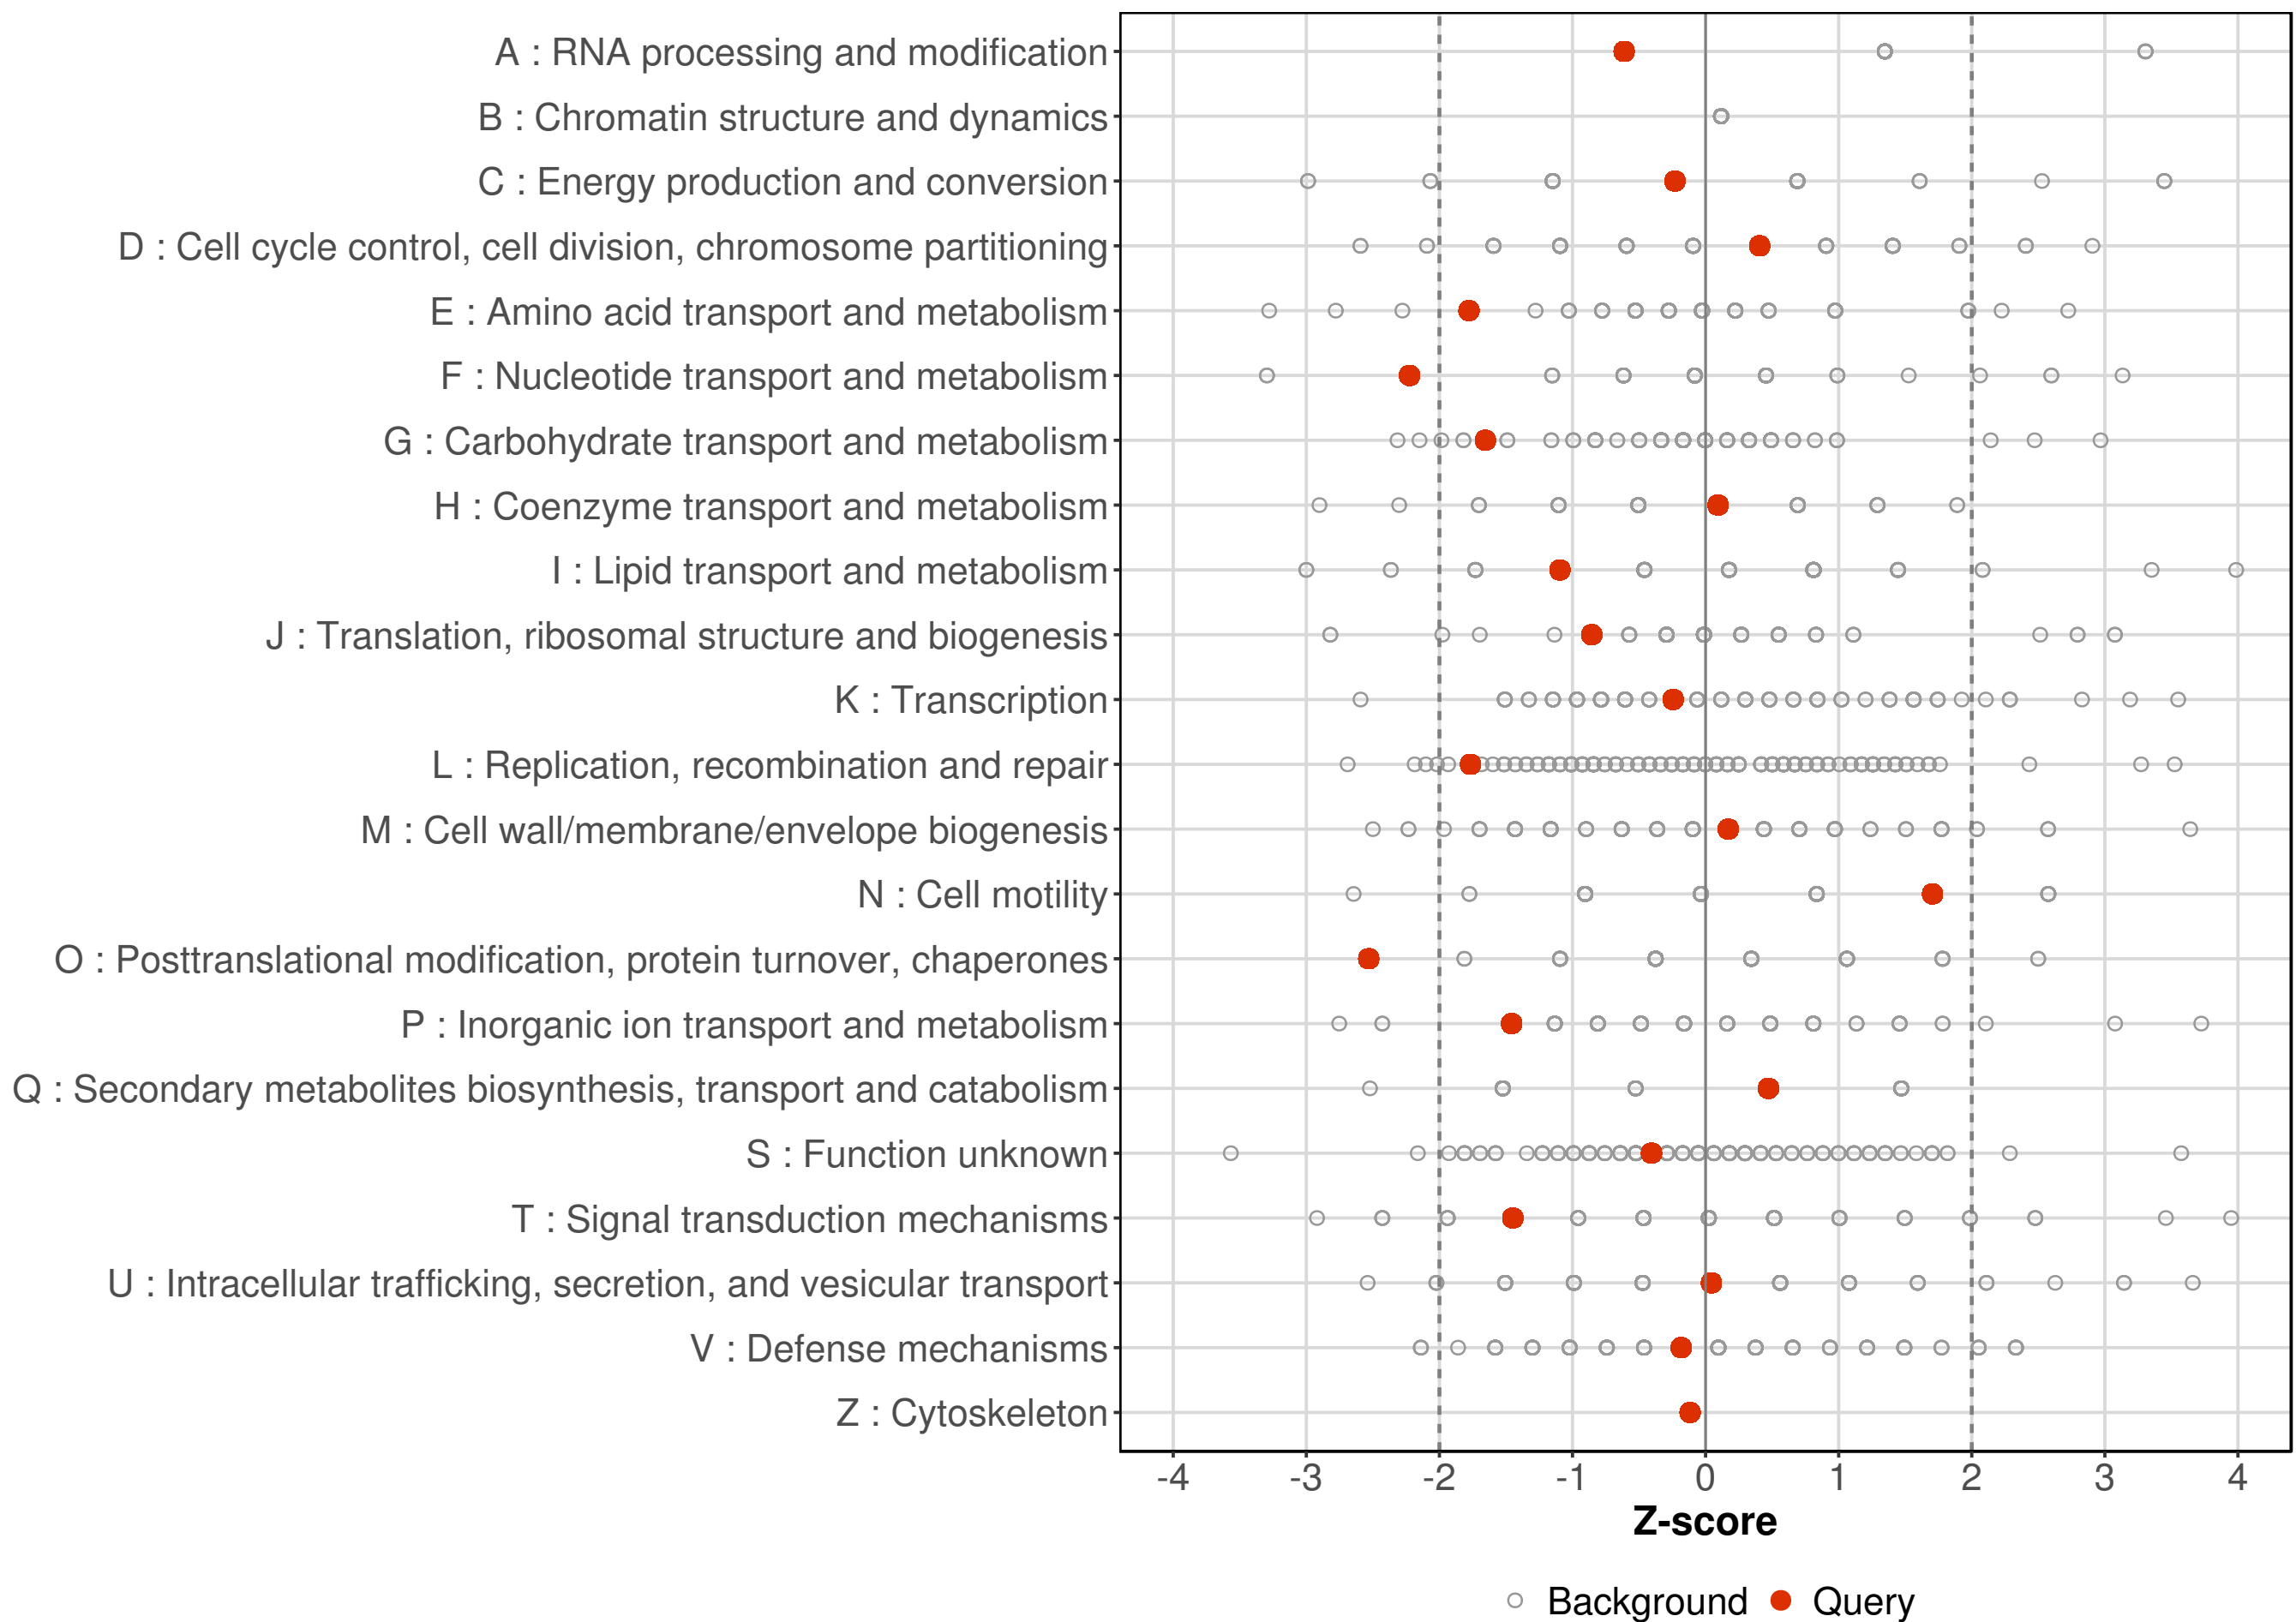 A : RNA processing and modification
B : Chromatin structure and dynamics
C : Energy production and conversion
D : Cell cycle control, cell division, chromosome partitioning
E : Amino acid transport and metabolism
F : Nucleotide transport and metabolism
G : Carbohydrate transport and metabolism
H : Coenzyme transport and metabolism
I : Lipid transport and metabolism
J : Translation, ribosomal structure and biogenesis
K : Transcription
L : Replication, recombination and repair
M : Cell wall/membrane/envelope biogenesis
N : Cell motility
O : Posttranslational modification, protein turnover, chaperones
P : Inorganic ion transport and metabolism
Q : Secondary metabolites biosynthesis, transport and catabolism
S : Function unknown
T : Signal transduction mechanisms
U : Intracellular trafficking, secretion, and vesicular transport
V : Defense mechanisms
Z : Cytoskeleton
-4 -3 -2 -1 0 1 2 3 4
Z-score
Background Query